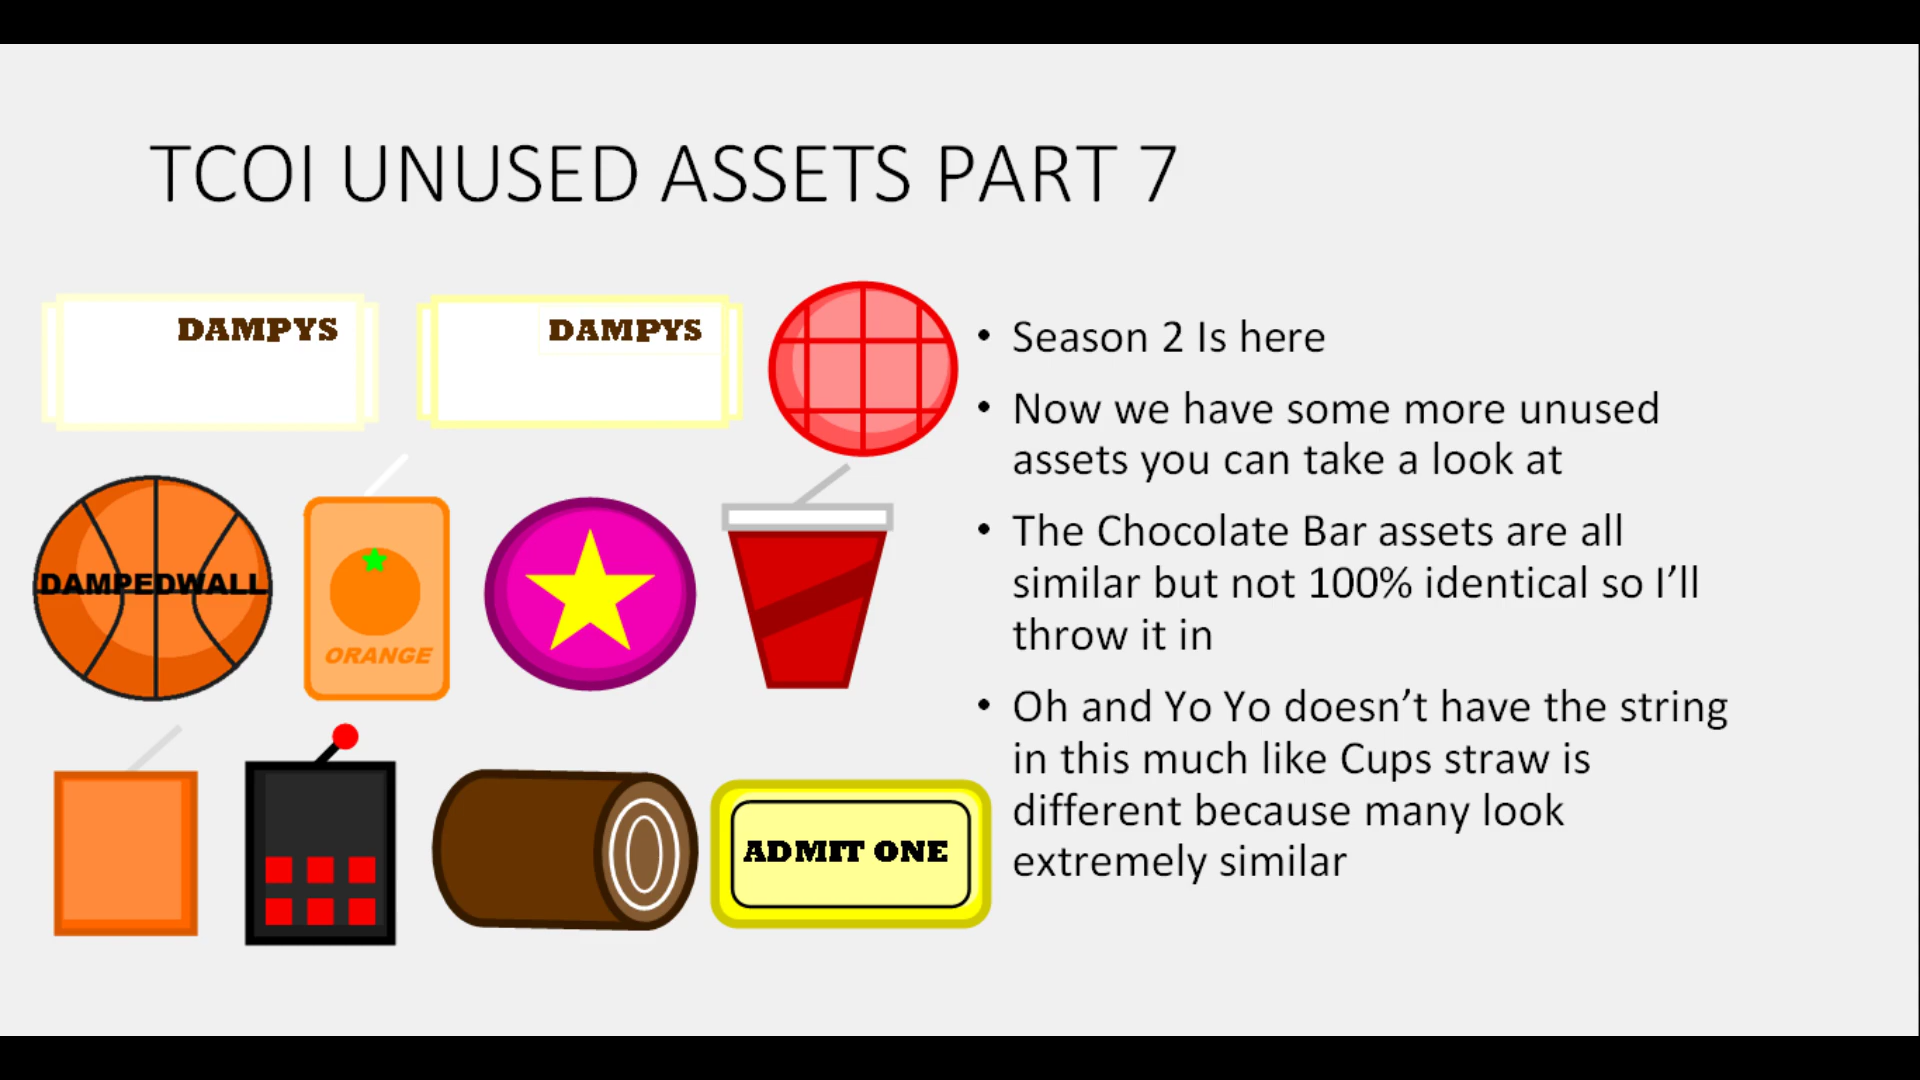 TCOI UNUSED ASSETS PART 7
DAMPYS
DAMPYS
DAMPEDWALL
ORANGE
ADMIT ONE
• Season 2 Is here
• Now we have some more unused
assets you can take a look at
• The Chocolate Bar assets are all
similar but not 100% identical so I’ll
throw it in
• Oh and Yo Yo doesn’t have the string
in this much like Cups straw is
different because many look
extremely similar